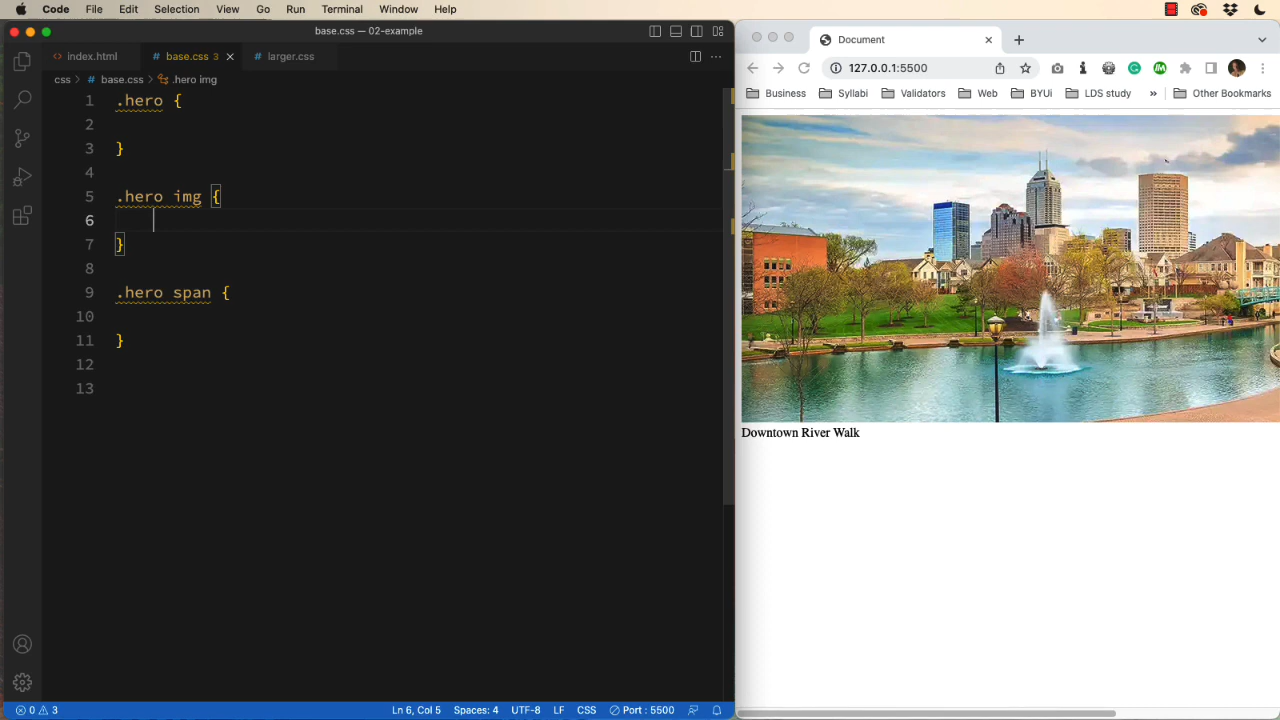 Code File Edit Selection View Go Run Terminal Window Help
base.css — 02-example
index.html
base.css 3
larger.css
css > base.css > .hero img
1 .hero {
2
3 }
4
5 .hero img {
6
7 }
8
9 .hero span {
10
11 }
12
13
0 3
Ln 6, Col 5
Spaces: 4
UTF-8
LF
CSS
Port : 5500
Document
127.0.0.1:5500
Business
Syllabi
Validators
Web
BYUi
LDS study
»
Other Bookmarks
Downtown River Walk